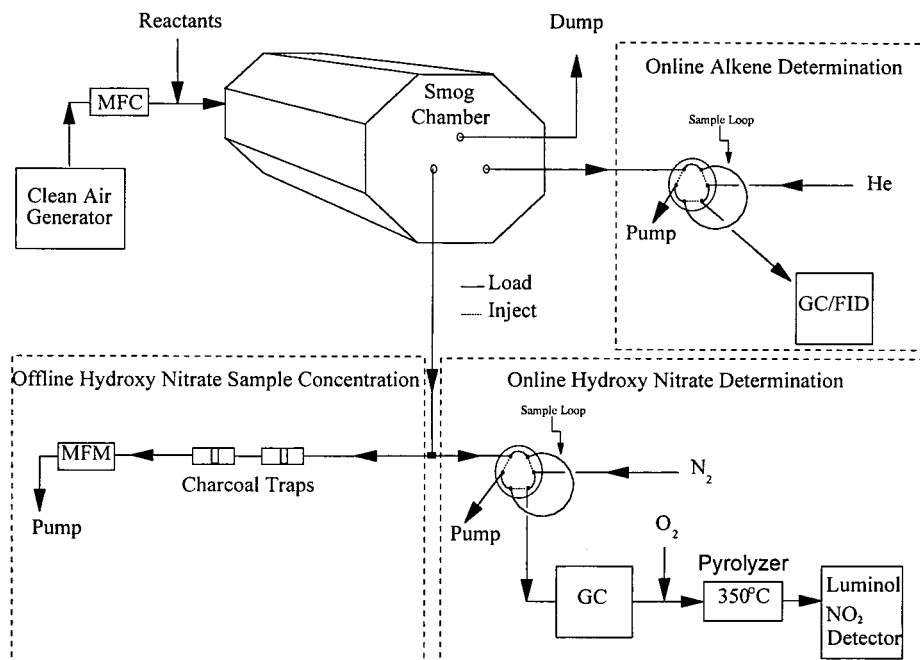 Reactants
MFC
Clean Air
Generator
Smog
Chamber
Dump
Online Alkene Determination
Sample Loop
He
Pump
GC/FID
Load
Inject
Offline Hydroxy Nitrate Sample Concentration
MFM
Charcoal Traps
Pump
Online Hydroxy Nitrate Determination
Sample Loop
N2
Pump
O2
GC
Pyrolyzer
350°C
Luminol
NO2
Detector